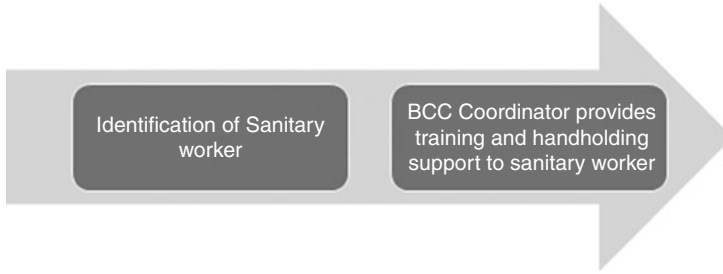 Identification of Sanitary
worker
BCC Coordinator provides
training and handholding
support to sanitary worker